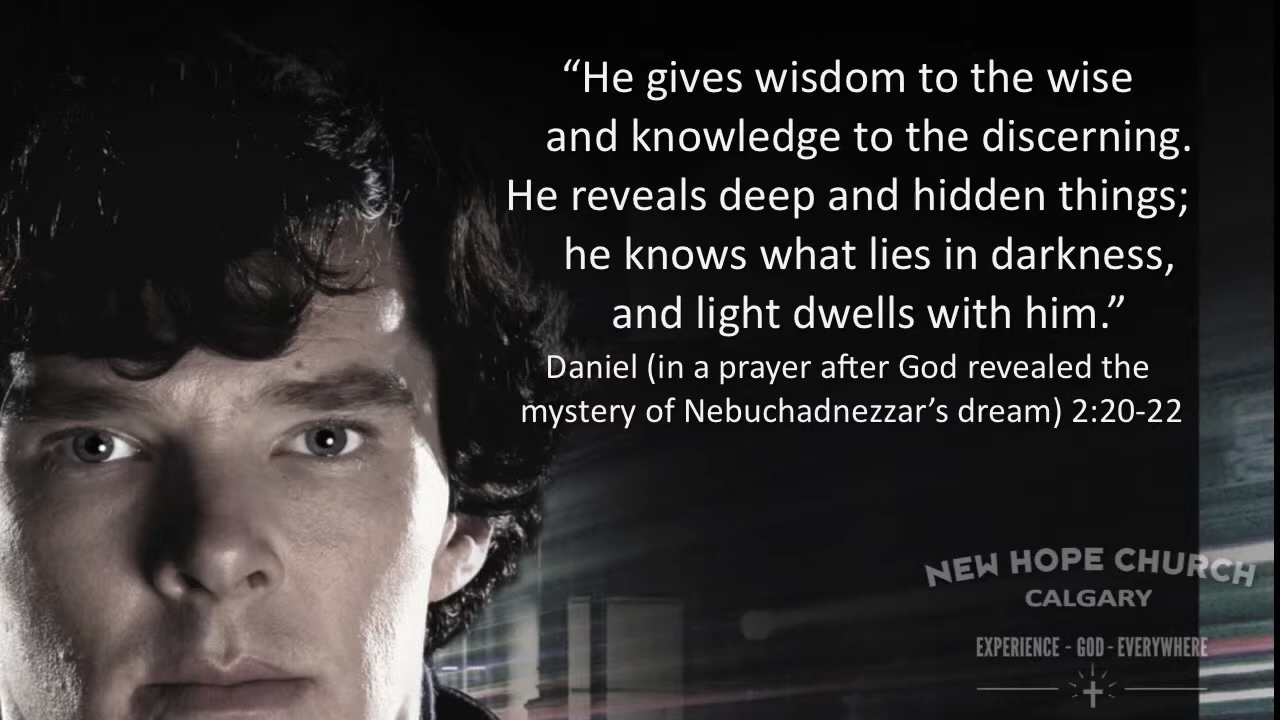 “He gives wisdom to the wise
and knowledge to the discerning.
He reveals deep and hidden things;
he knows what lies in darkness,
and light dwells with him.”
Daniel (in a prayer after God revealed the
mystery of Nebuchadnezzar’s dream) 2:20-22
NEW HOPE CHURCH
CALGARY
EXPERIENCE - GOD - EVERYWHERE